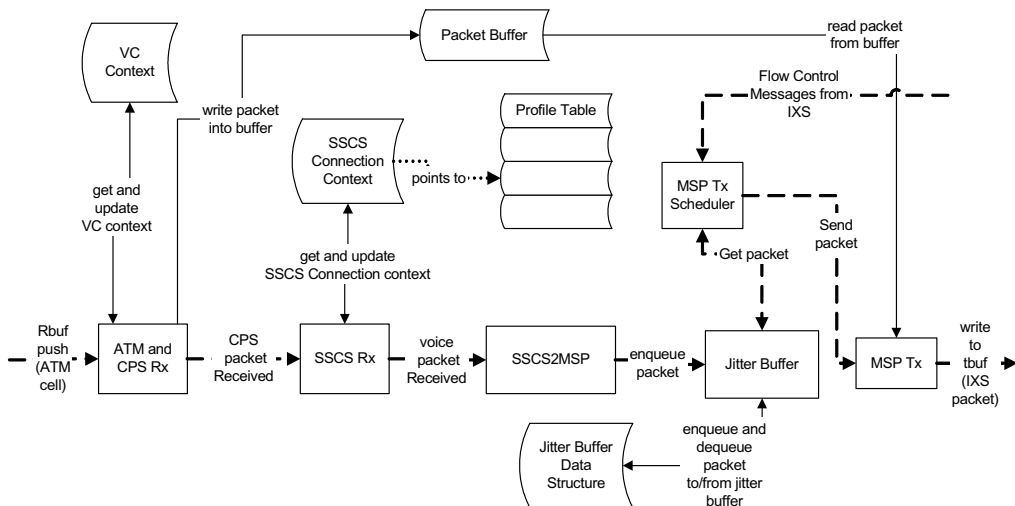 VC
Context
Packet Buffer
read packet
from buffer
write packet
into buffer
Flow Control
Messages from
IXS
Profile Table
SSCS
Connection
Context
points to
MSP Tx
Scheduler
get and
update
VC context
Send
packet
get and update
SSCS Connection context
Get packet
Rbuf
push
(ATM
cell)
ATM and
CPS Rx
CPS
packet
Received
SSCS Rx
voice
packet
Received
SSCS2MSP
enqueue
packet
Jitter Buffer
MSP Tx
write
to
tbuf
(IXS
packet)
Jitter Buffer
Data
Structure
enqueue and
dequeue
packet
to/from jitter
buffer